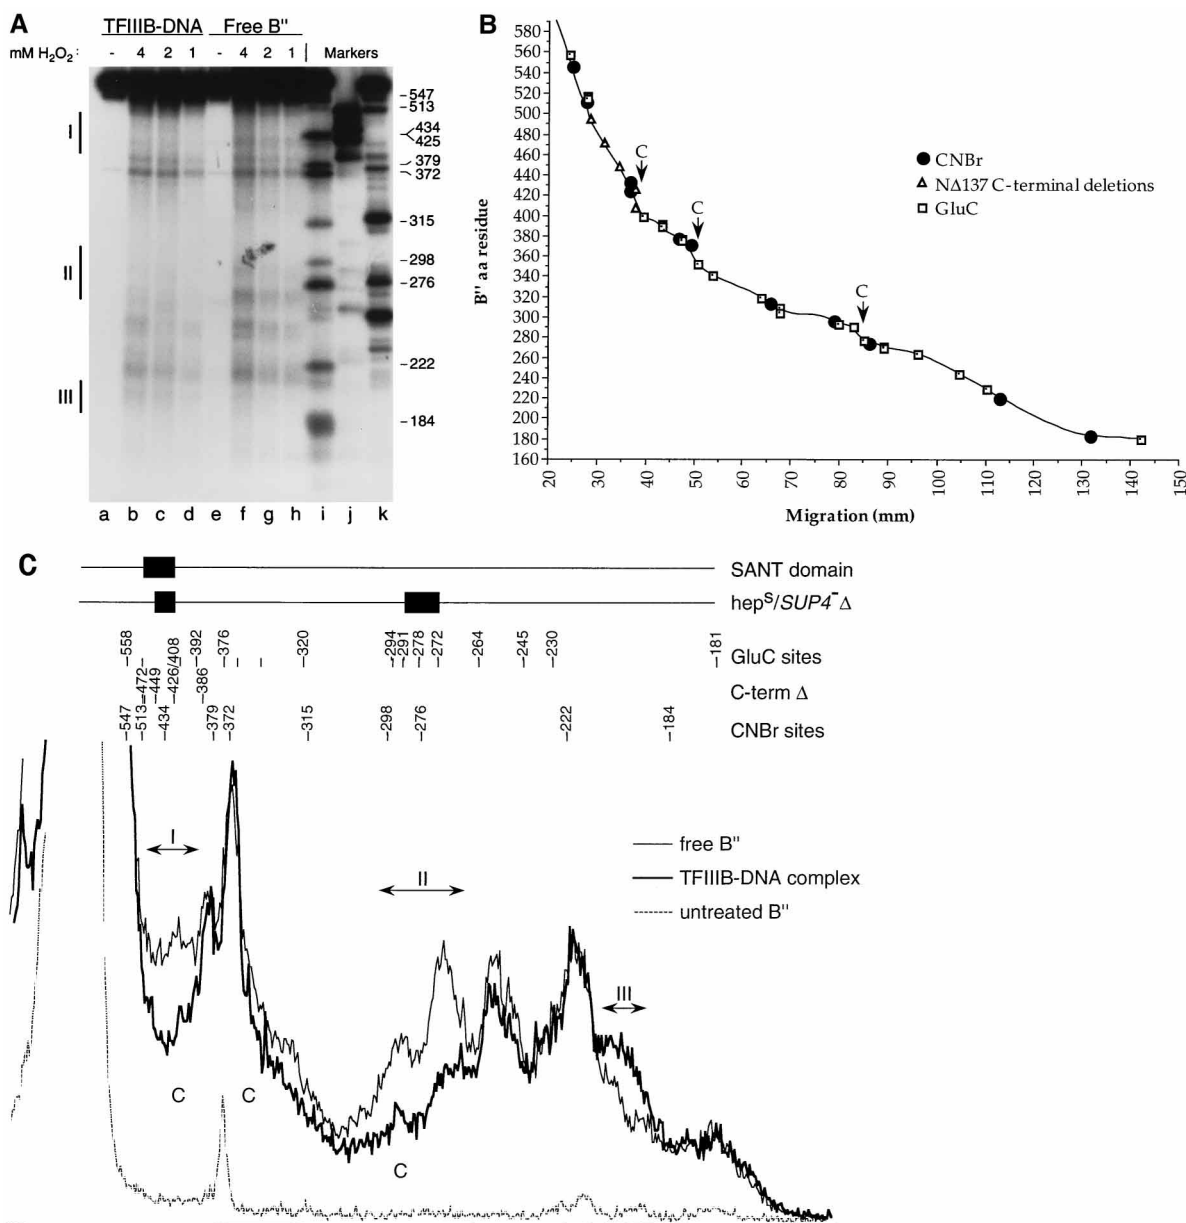 A
TFIIIB-DNA Free B"
mM H2O2: - 4 2 1 - 4 2 1 Markers
I
II
III
-547
-513
434
425
-379
-372
-315
-298
-276
-222
-184
a b c d e f g h i j k
B
B" aa residue
580
560
540
520
500
480
460
440
420
400
380
360
340
320
300
280
260
240
220
200
180
160
C
C
C
CNBr
NΔ137 C-terminal deletions
GluC
20 30 40 50 60 70 80 90 100 110 120 130 140 150
Migration (mm)
C
SANT domain
hepS/SUP4-Δ
-558 -392 -376 -320 -294 -291 -278 -272 -264 -245 -230 -181
GluC sites
-472 -449 -426/408 -386
C-term Δ
-547 -513 -434 -379 -372 -315 -298 -276 -222 -184
CNBr sites
I
II
III
free B"
TFIIIB-DNA complex
untreated B"
C C
C